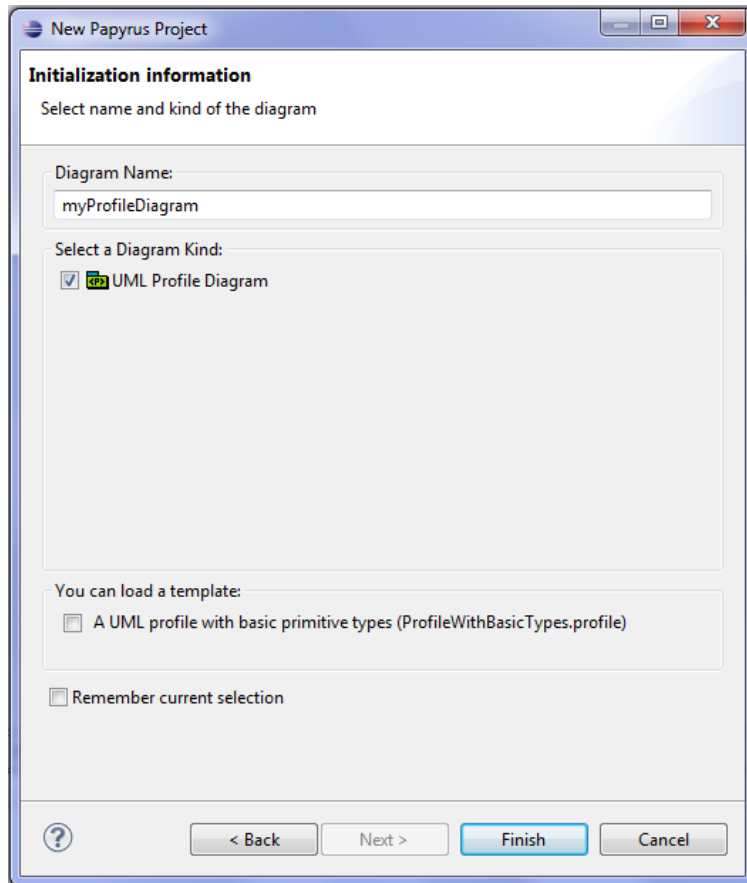 New Papyrus Project
Initialization information
Select name and kind of the diagram
Diagram Name:
myProfileDiagram
Select a Diagram Kind:
<P> UML Profile Diagram
You can load a template:
A UML profile with basic primitive types (ProfileWithBasicTypes.profile)
Remember current selection
? < Back Next > Finish Cancel